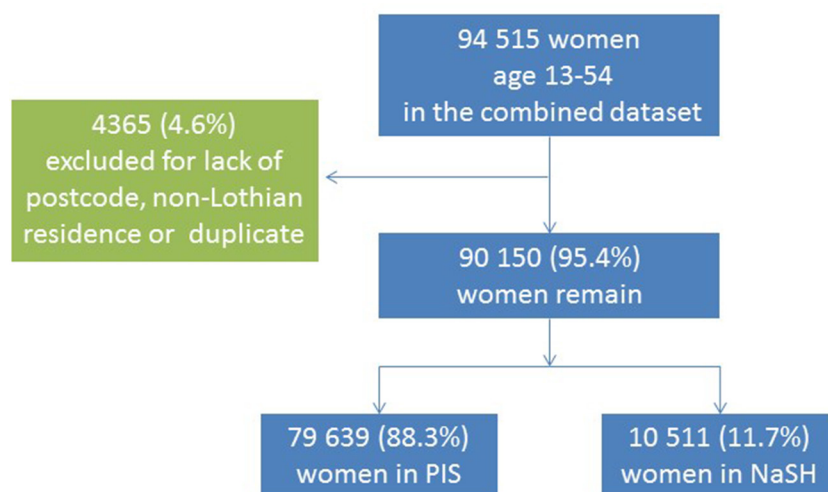 94 515 women
age 13-54
in the combined dataset
4365 (4.6%)
excluded for lack of
postcode, non-Lothian
residence or duplicate
90 150 (95.4%)
women remain
79 639 (88.3%)
women in PIS
10 511 (11.7%)
women in NaSH